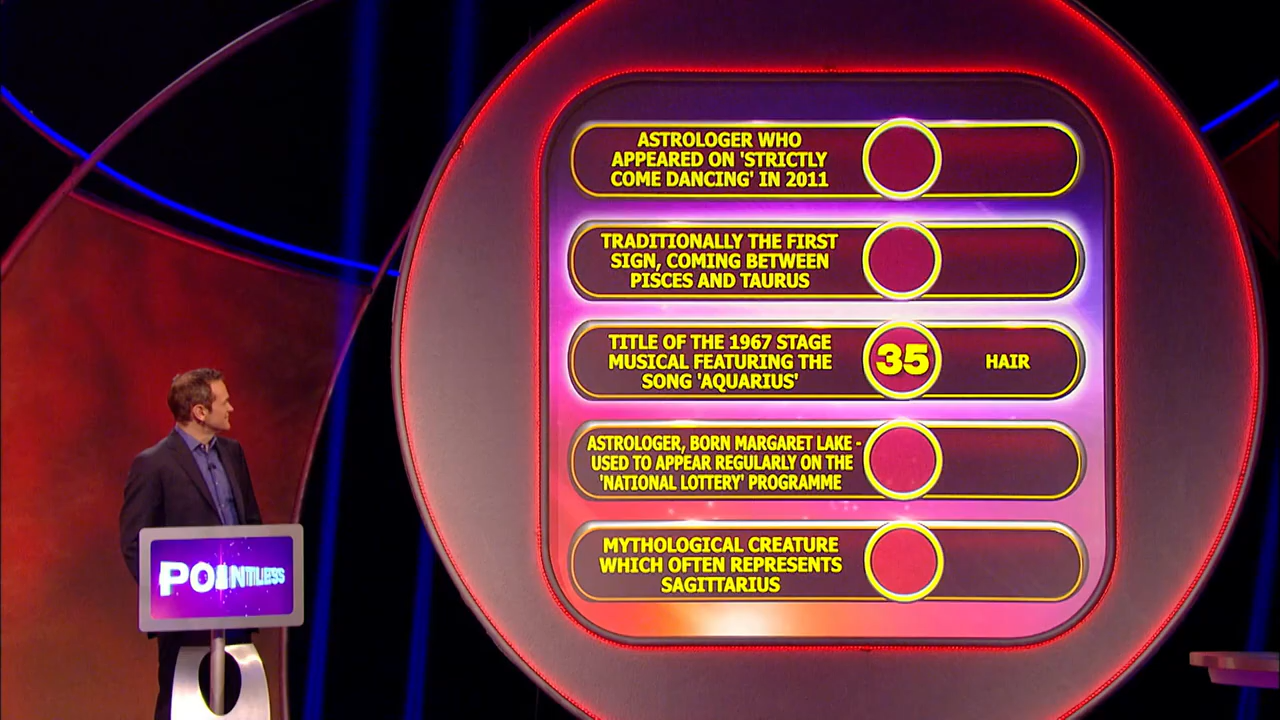 ASTROLOGER WHO
APPEARED ON 'STRICTLY
COME DANCING' IN 2011
TRADITIONALLY THE FIRST
SIGN, COMING BETWEEN
PISCES AND TAURUS
TITLE OF THE 1967 STAGE
MUSICAL FEATURING THE
SONG 'AQUARIUS'
35
HAIR
ASTROLOGER, BORN MARGARET LAKE -
USED TO APPEAR REGULARLY ON THE
'NATIONAL LOTTERY' PROGRAMME
MYTHOLOGICAL CREATURE
WHICH OFTEN REPRESENTS
SAGITTARIUS
POINTLESS